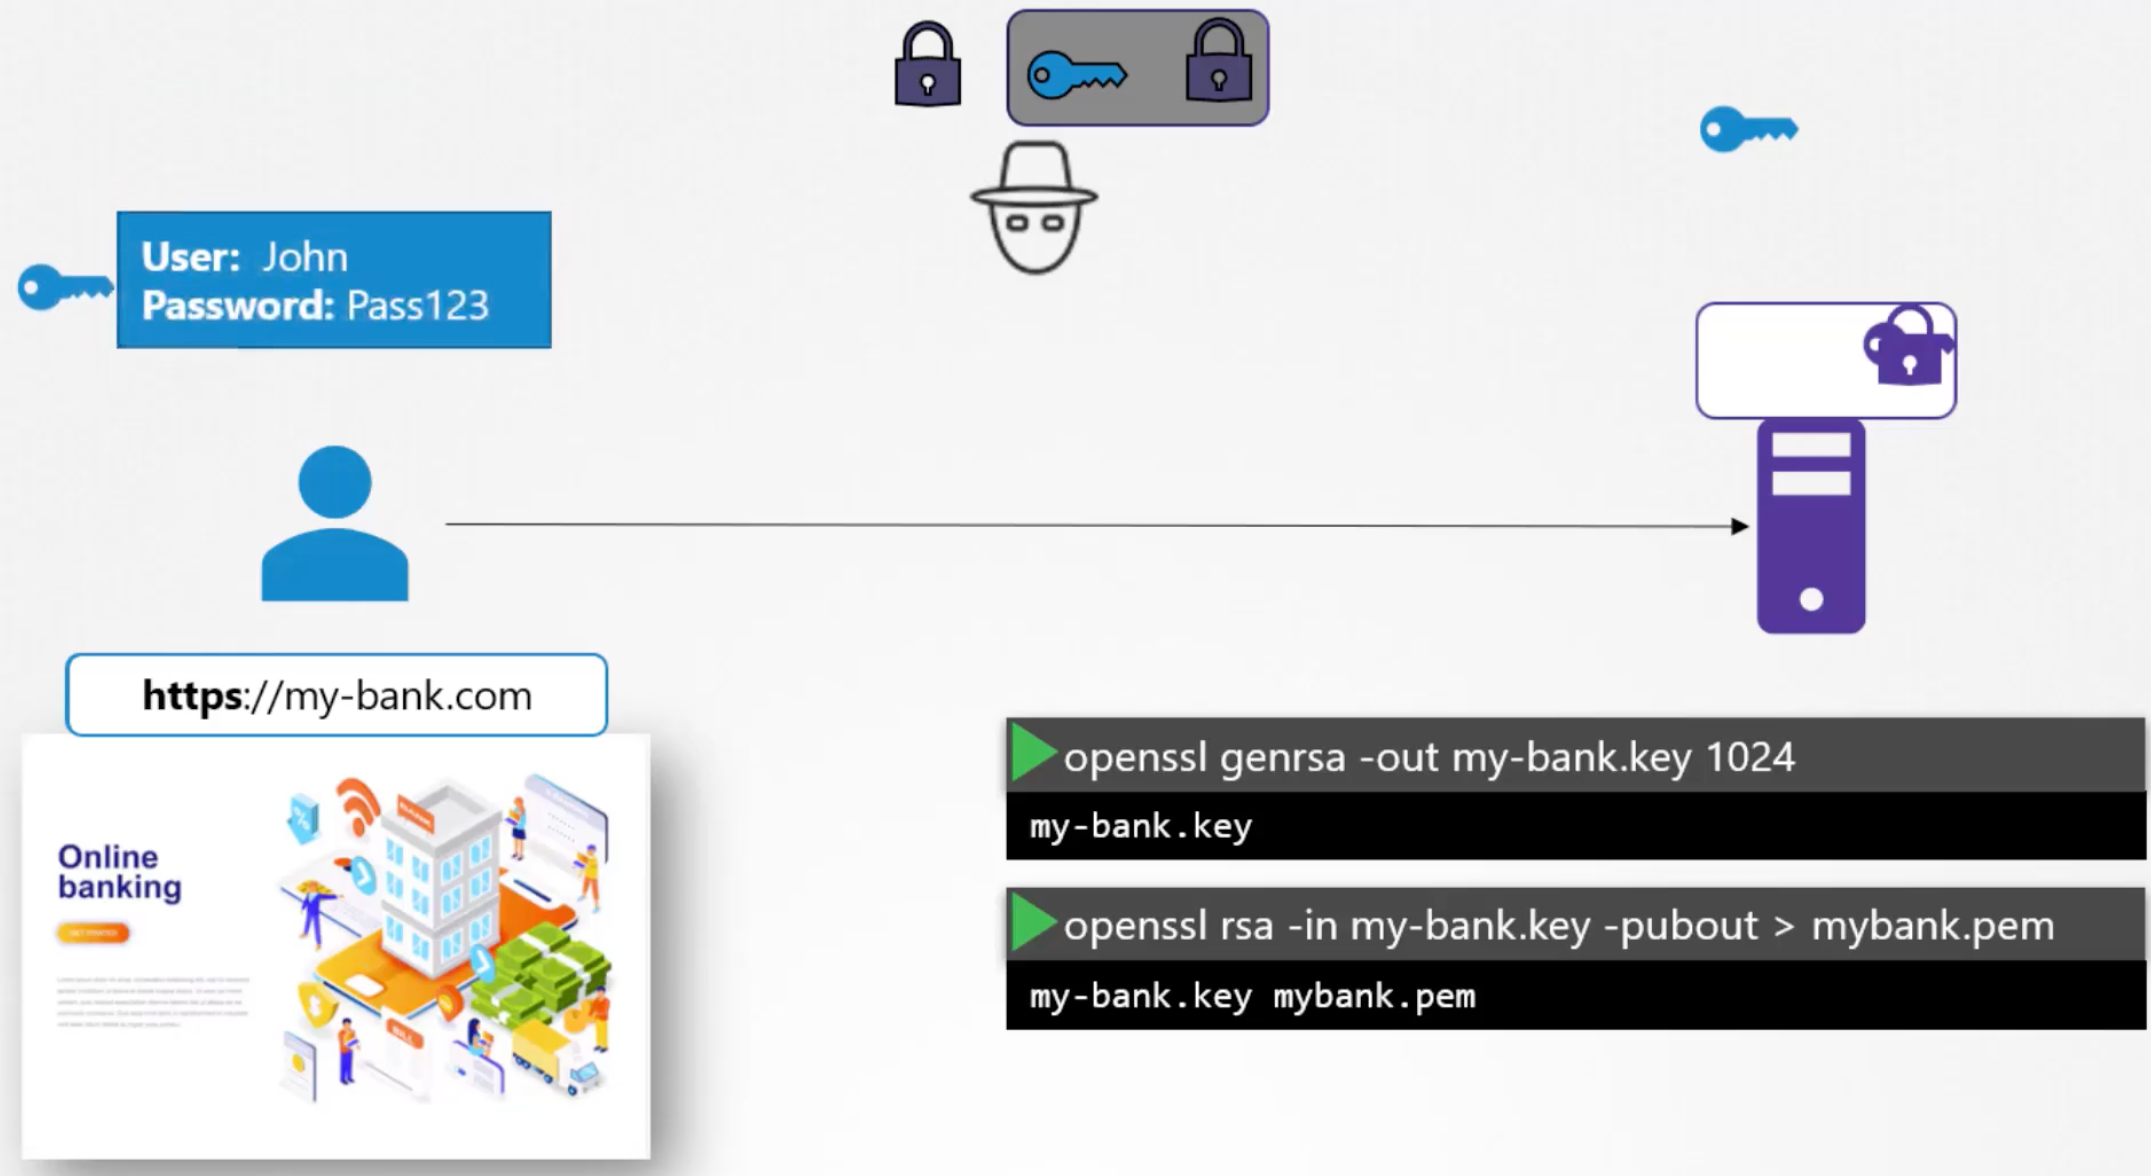 User: John
Password: Pass123
https://my-bank.com
Online
banking
openssl genrsa -out my-bank.key 1024
my-bank.key
openssl rsa -in my-bank.key -pubout > mybank.pem
my-bank.key mybank.pem